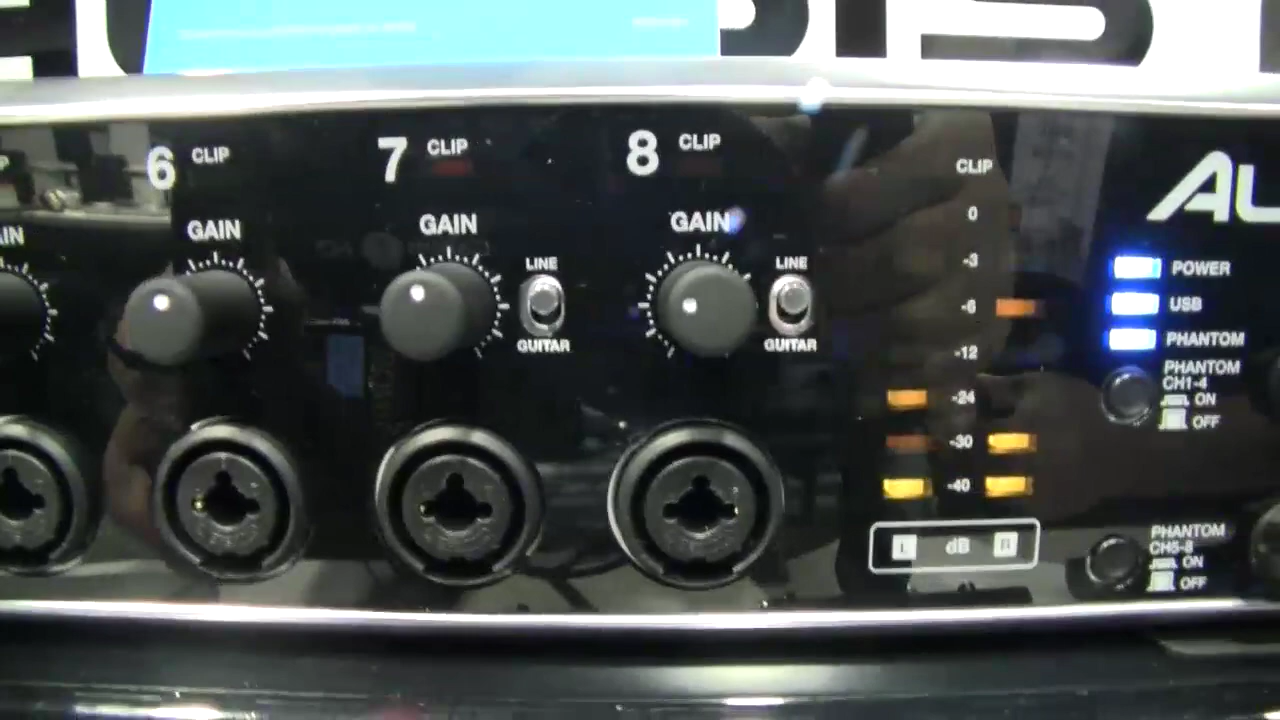 6 CLIP
GAIN
7 CLIP
GAIN
LINE
GUITAR
8 CLIP
GAIN
LINE
GUITAR
CLIP
0
-3
-6
-12
-24
-30
-40
L dB R
POWER
USB
PHANTOM
PHANTOM
CH1-4
ON
OFF
PHANTOM
CH5-8
ON
OFF